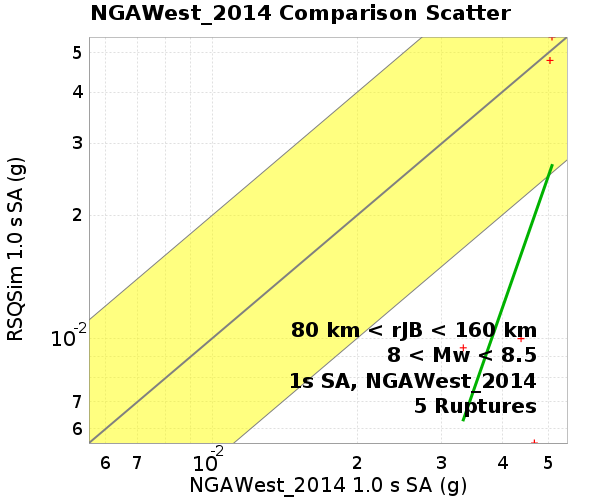 NGAWest_2014 Comparison Scatter
RSQSim 1.0 s SA (g)
5
4
3
2
10-2
7
6
80 km < rJB < 160 km
8 < Mw < 8.5
1s SA, NGAWest_2014
5 Ruptures
6 7 10-2 2 3 4 5
NGAWest_2014 1.0 s SA (g)